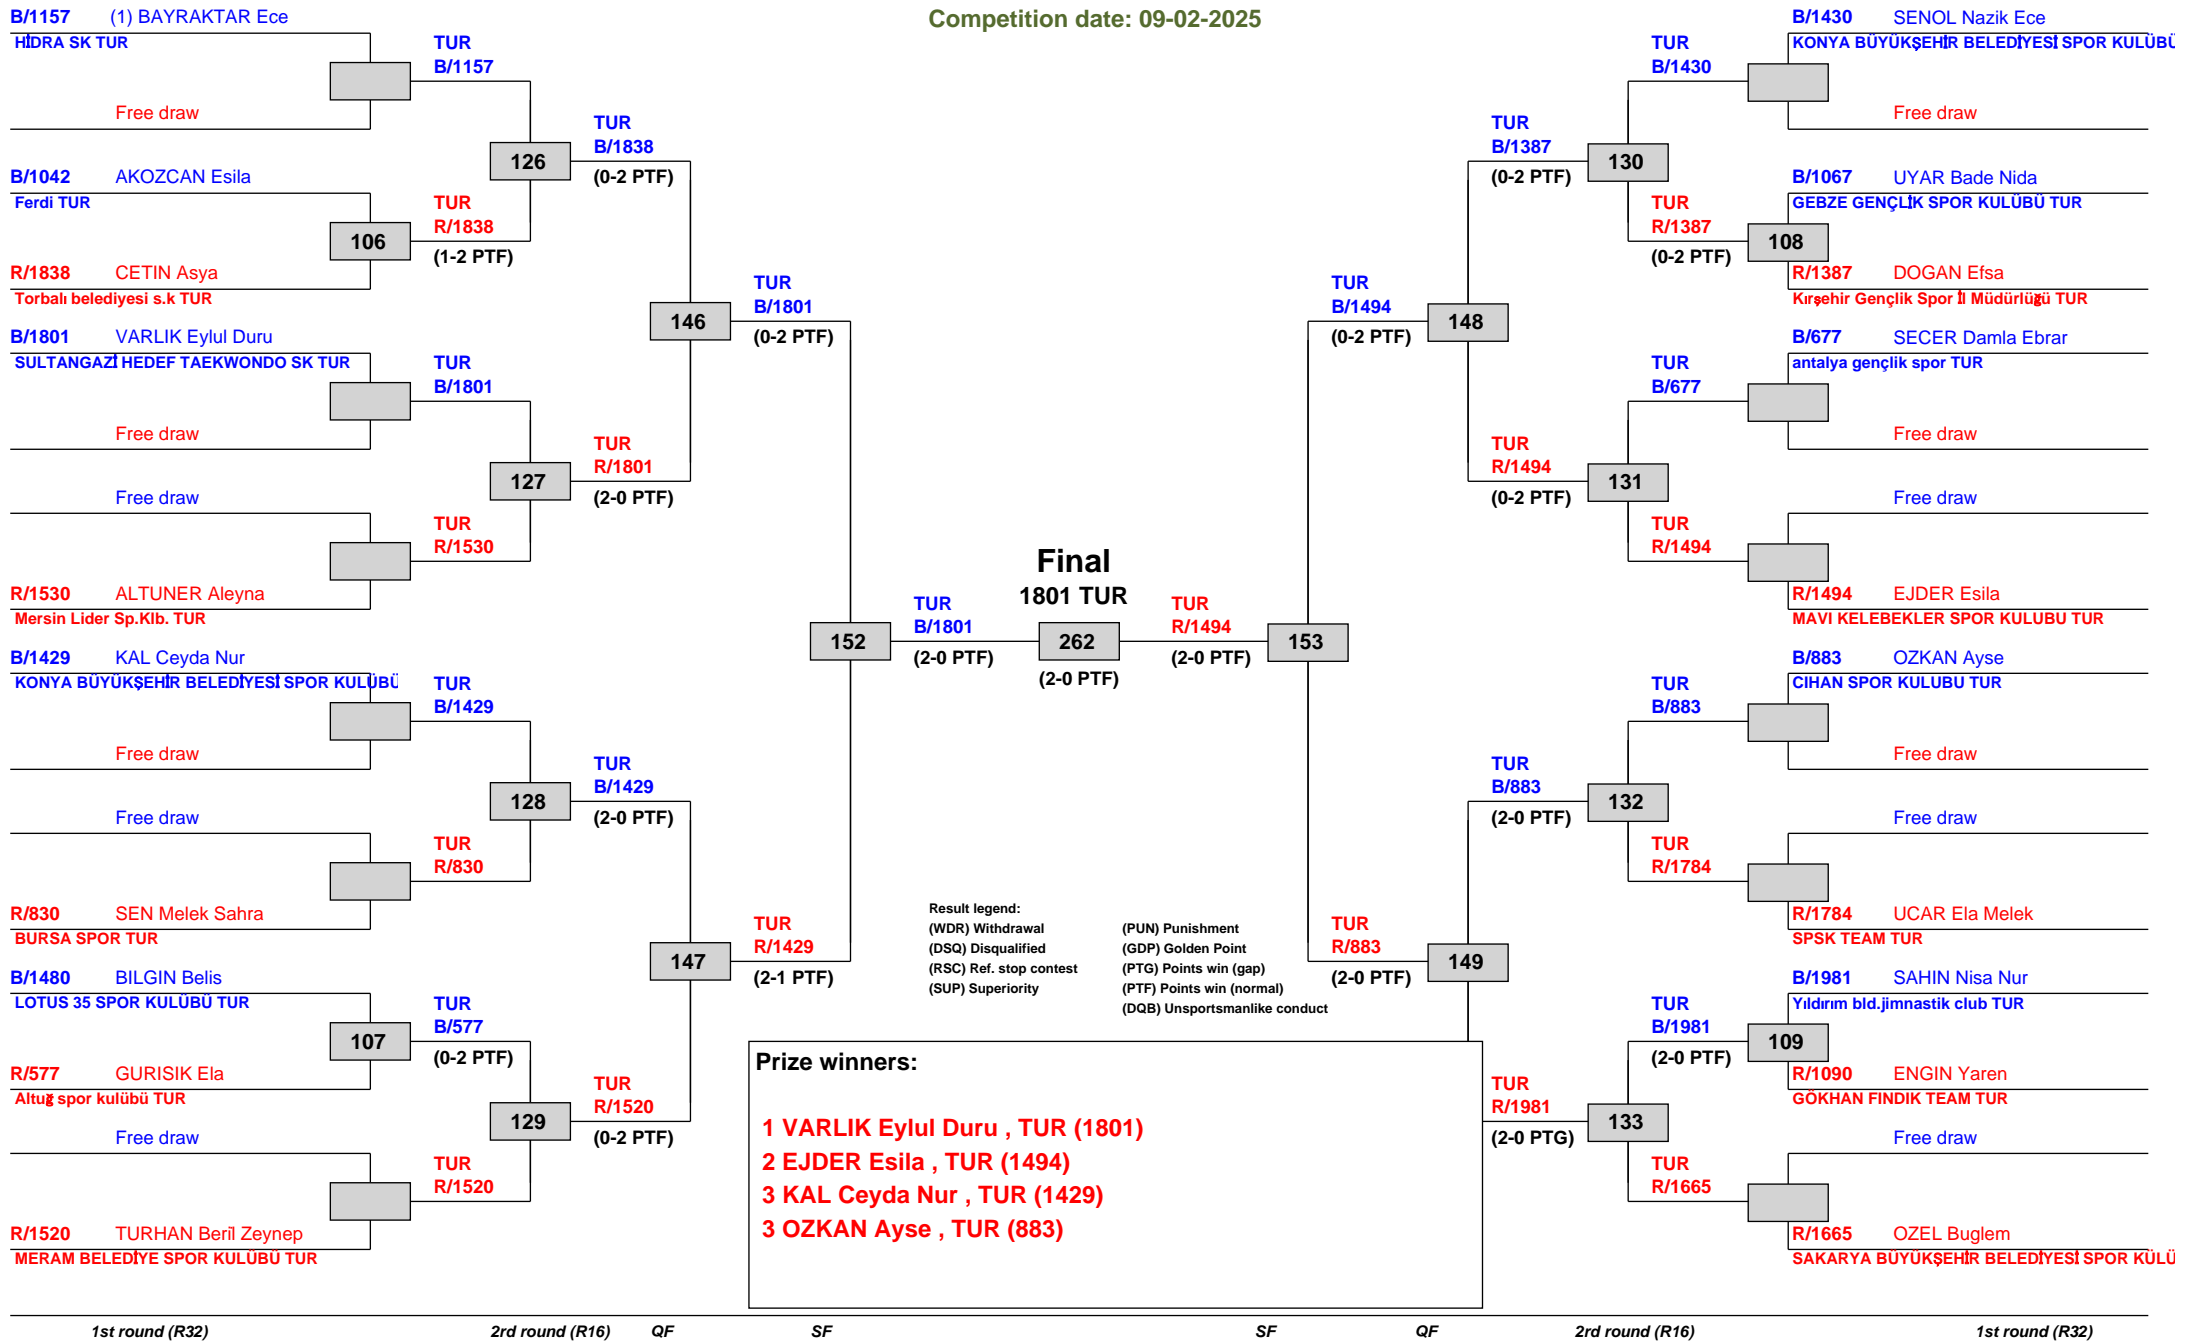 Competition date: 09-02-2025
B/1157 (1) BAYRAKTAR Ece
HİDRA SK TUR
Free draw
B/1042 AKOZCAN Esila
Ferdi TUR
106
R/1838 CETIN Asya
Torbalı belediyesi s.k TUR
B/1801 VARLIK Eylul Duru
SULTANGAZİ HEDEF TAEKWONDO SK TUR
Free draw
Free draw
R/1530 ALTUNER Aleyna
Mersin Lider Sp.Klb. TUR
B/1429 KAL Ceyda Nur
KONYA BÜYÜKŞEHİR BELEDİYESİ SPOR KULÜBÜ
Free draw
Free draw
R/830 SEN Melek Sahra
BURSA SPOR TUR
B/1480 BILGIN Belis
LOTUS 35 SPOR KULÜBÜ TUR
107
R/577 GURISIK Ela
Altuğ spor kulübü TUR
Free draw
R/1520 TURHAN Beril Zeynep
MERAM BELEDİYE SPOR KULÜBÜ TUR
TUR
B/1157
126
TUR
R/1838
(1-2 PTF)
TUR
B/1801
127
TUR
R/1530
TUR
B/1429
128
TUR
R/830
TUR
B/577
(0-2 PTF)
129
TUR
R/1520
TUR
B/1838
(0-2 PTF)
146
TUR
R/1801
(2-0 PTF)
TUR
B/1429
(2-0 PTF)
147
TUR
R/1520
(0-2 PTF)
TUR
B/1801
(0-2 PTF)
152
TUR
R/1429
(2-1 PTF)
TUR
B/1801
(2-0 PTF)
Final
1801 TUR
262
(2-0 PTF)
TUR
R/1494
(2-0 PTF)
153
TUR
B/1494
(0-2 PTF)
148
TUR
R/883
(2-0 PTF)
149
TUR
B/1387
(0-2 PTF)
130
TUR
R/1494
(0-2 PTF)
131
TUR
B/883
(2-0 PTF)
132
TUR
R/1981
(2-0 PTG)
133
TUR
B/1430
TUR
R/1387
(0-2 PTF)
108
TUR
B/677
TUR
R/1494
TUR
B/883
TUR
R/1784
TUR
B/1981
(2-0 PTF)
109
TUR
R/1665
B/1430 SENOL Nazik Ece
KONYA BÜYÜKŞEHİR BELEDİYESİ SPOR KULÜBÜ
Free draw
B/1067 UYAR Bade Nida
GEBZE GENÇLİK SPOR KULÜBÜ TUR
R/1387 DOGAN Efsa
Kırşehir Gençlik Spor İl Müdürlüğü TUR
B/677 SECER Damla Ebrar
antalya gençlik spor TUR
Free draw
Free draw
R/1494 EJDER Esila
MAVI KELEBEKLER SPOR KULUBU TUR
B/883 OZKAN Ayse
CIHAN SPOR KULUBU TUR
Free draw
Free draw
R/1784 UCAR Ela Melek
SPSK TEAM TUR
B/1981 SAHIN Nisa Nur
Yıldırım bld.jimnastik club TUR
R/1090 ENGIN Yaren
GÖKHAN FINDIK TEAM TUR
Free draw
R/1665 OZEL Buglem
SAKARYA BÜYÜKŞEHİR BELEDİYESİ SPOR KULÜ
Result legend:
(WDR) Withdrawal (PUN) Punishment
(DSQ) Disqualified (GDP) Golden Point
(RSC) Ref. stop contest (PTG) Points win (gap)
(SUP) Superiority (PTF) Points win (normal)
(DQB) Unsportsmanlike conduct
Prize winners:
1 VARLIK Eylul Duru , TUR (1801)
2 EJDER Esila , TUR (1494)
3 KAL Ceyda Nur , TUR (1429)
3 OZKAN Ayse , TUR (883)
1st round (R32) 2rd round (R16) QF SF SF QF 2rd round (R16) 1st round (R32)